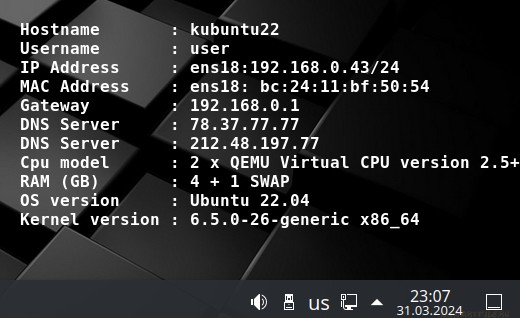 Hostname : kubuntu22
Username : user
IP Address : ens18:192.168.0.43/24
MAC Address : ens18: bc:24:11:bf:50:54
Gateway : 192.168.0.1
DNS Server : 78.37.77.77
DNS Server : 212.48.197.77
Cpu model : 2 x QEMU Virtual CPU version 2.5+
RAM (GB) : 4 + 1 SWAP
OS version : Ubuntu 22.04
Kernel version : 6.5.0-26-generic x86_64
us
23:07
31.03.2024